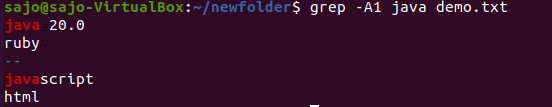 sajo@sajo-VirtualBox:~/newfolder$ grep -A1 java demo.txt
java 20.0
ruby
--
javascript
html